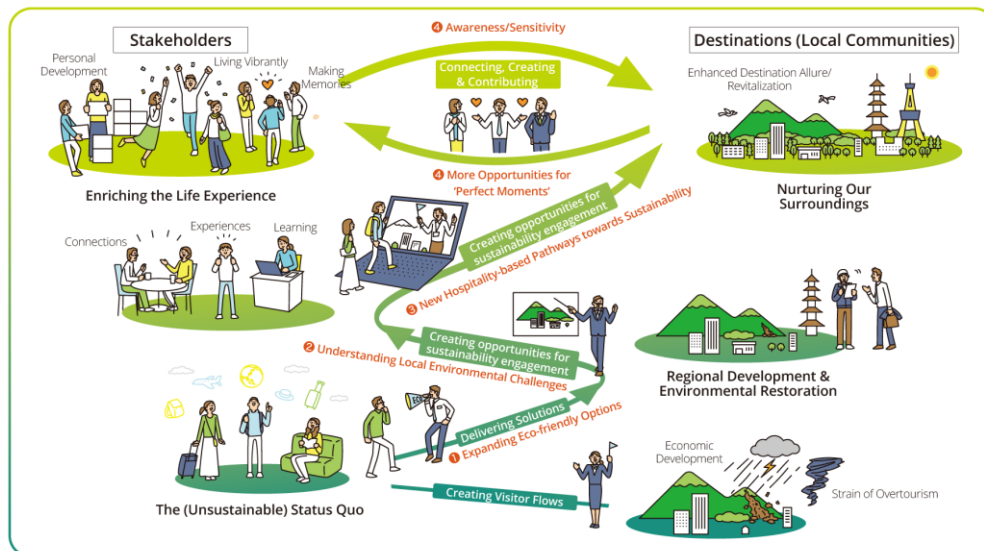 Stakeholders
Personal
Development
Living Vibrantly
Making
Memories
Enriching the Life Experience
❹ Awareness/Sensitivity
Connecting, Creating
& Contributing
❹ More Opportunities for
'Perfect Moments'
Destinations (Local Communities)
Enhanced Destination Allure/
Revitalization
Nurturing Our
Surroundings
Connections
Experiences
Learning
Creating opportunities for
sustainability engagement
❸ New Hospitality-based Pathways towards Sustainability
Creating opportunities for
sustainability engagement
❷ Understanding Local Environmental Challenges
Regional Development &
Environmental Restoration
ECO
Delivering Solutions
❶ Expanding Eco-friendly Options
The (Unsustainable) Status Quo
Creating Visitor Flows
Economic
Development
Strain of Overtourism